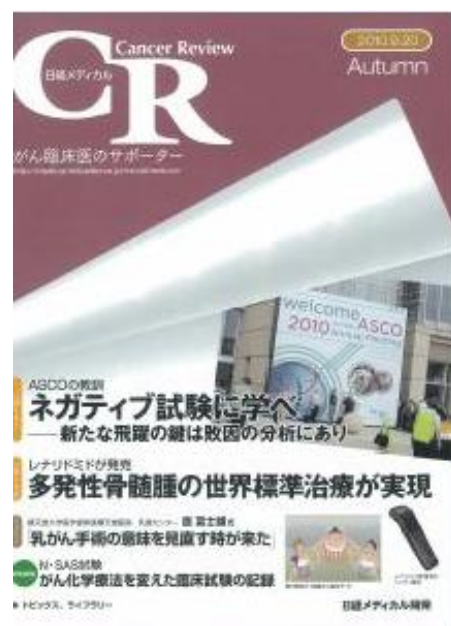 CR
Cancer Review
日経メディカル
2010.9.20
Autumn
がん臨床医のサポーター
welcome ASCO
2010
ASCOの教訓
ネガティブ試験に学べ
——新たな飛躍の鍵は敗因の分析にあり
レナリドミドが発売
多発性骨髄腫の世界標準治療が実現
「乳がん手術の意味を見直す時が来た」
N・SAS試験
がん化学療法を変えた臨床試験の記録
▶ トピックス、ライブラリー
日経メディカル開発